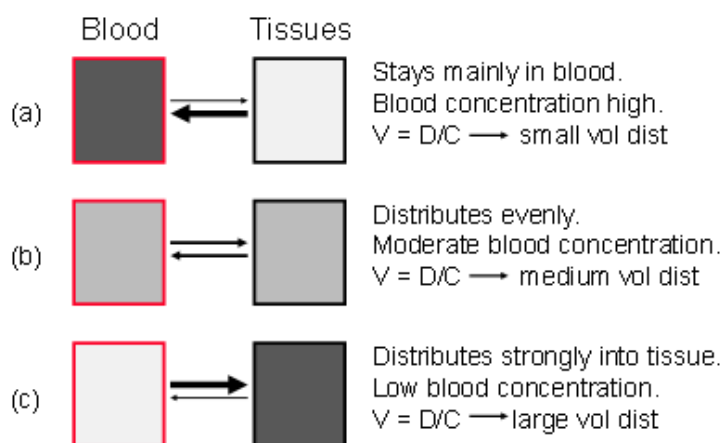 Blood Tissues
(a)
Stays mainly in blood.
Blood concentration high.
V = D/C → small vol dist
(b)
Distributes evenly.
Moderate blood concentration.
V = D/C → medium vol dist
(c)
Distributes strongly into tissue.
Low blood concentration.
V = D/C → large vol dist